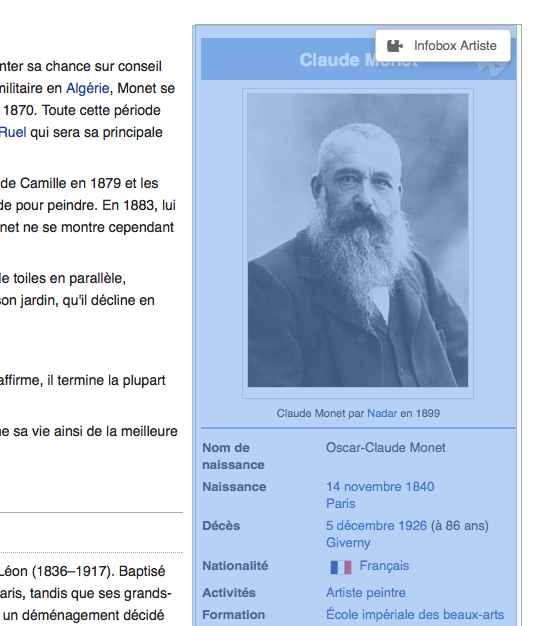 nter sa chance sur conseil
militaire en Algérie, Monet se
1870. Toute cette période
Ruel qui sera sa principale
de Camille en 1879 et les
de pour peindre. En 1883, lui
net ne se montre cependant
de toiles en parallèle,
son jardin, qu'il décline en
affirme, il termine la plupart
ne sa vie ainsi de la meilleure
Léon (1836–1917). Baptisé
aris, tandis que ses grands-
un déménagement décidé
Infobox Artiste
Claude Monet
Claude Monet par Nadar en 1899
Nom de naissance Oscar-Claude Monet
Naissance 14 novembre 1840
Paris
Décès 5 décembre 1926 (à 86 ans)
Giverny
Nationalité Français
Activités Artiste peintre
Formation École impériale des beaux-arts